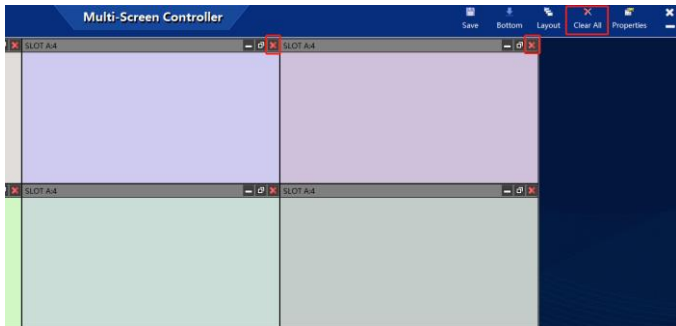 Multi-Screen Controller
Save Bottom Layout Clear All Properties
SLOT A:4 SLOT A:4
SLOT A:4 SLOT A:4